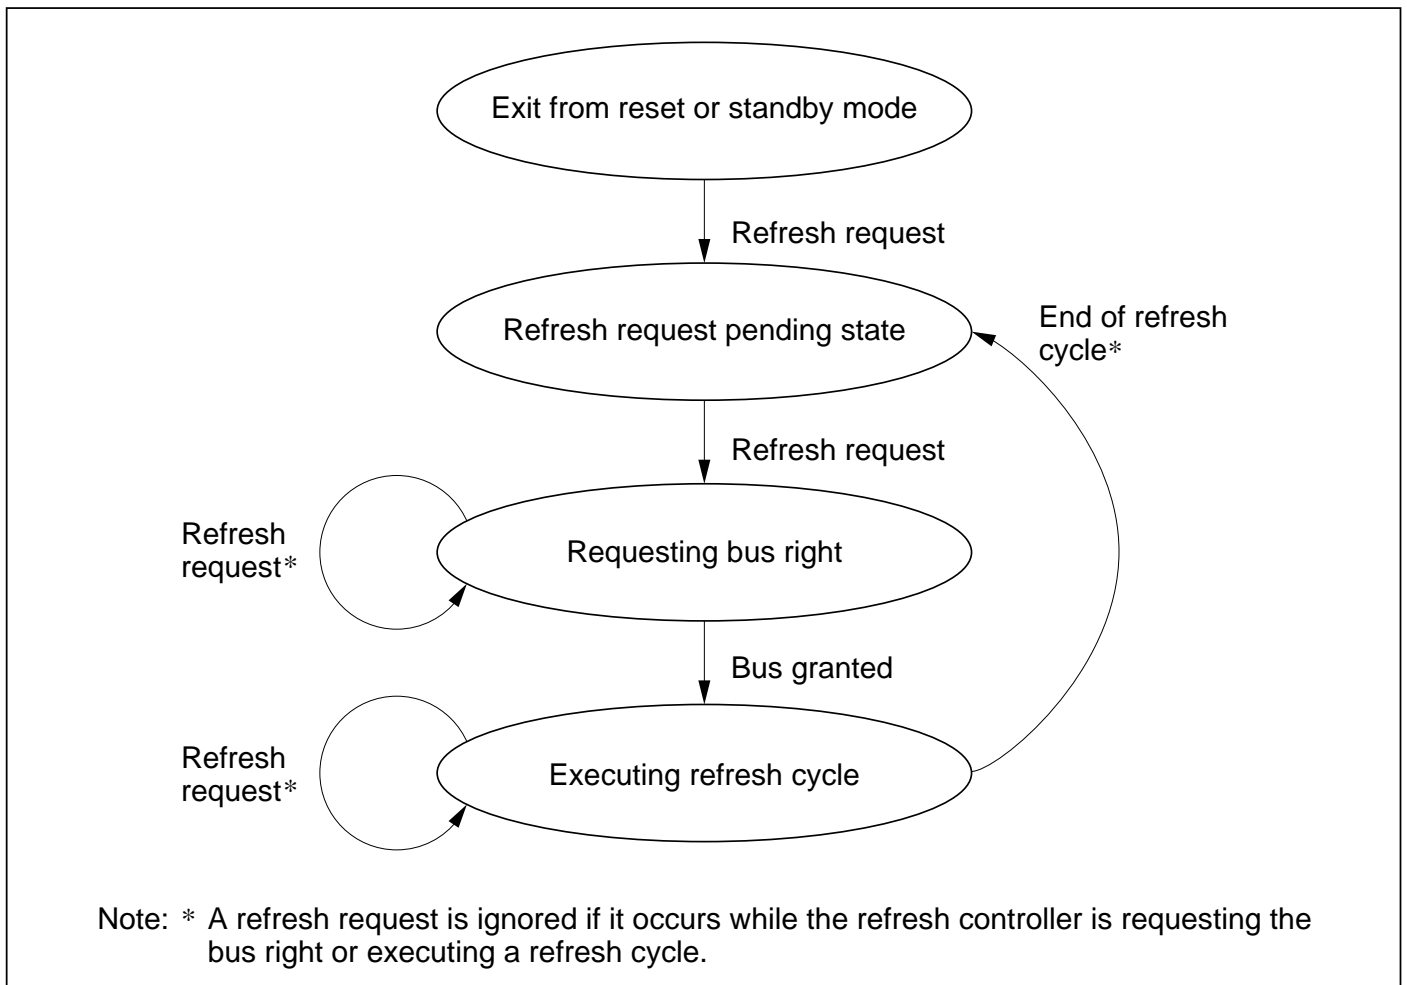 Exit from reset or standby mode
Refresh request
Refresh request pending state
End of refresh
cycle*
Refresh request
Refresh
request*
Requesting bus right
Bus granted
Refresh
request*
Executing refresh cycle
Note: * A refresh request is ignored if it occurs while the refresh controller is requesting the
bus right or executing a refresh cycle.